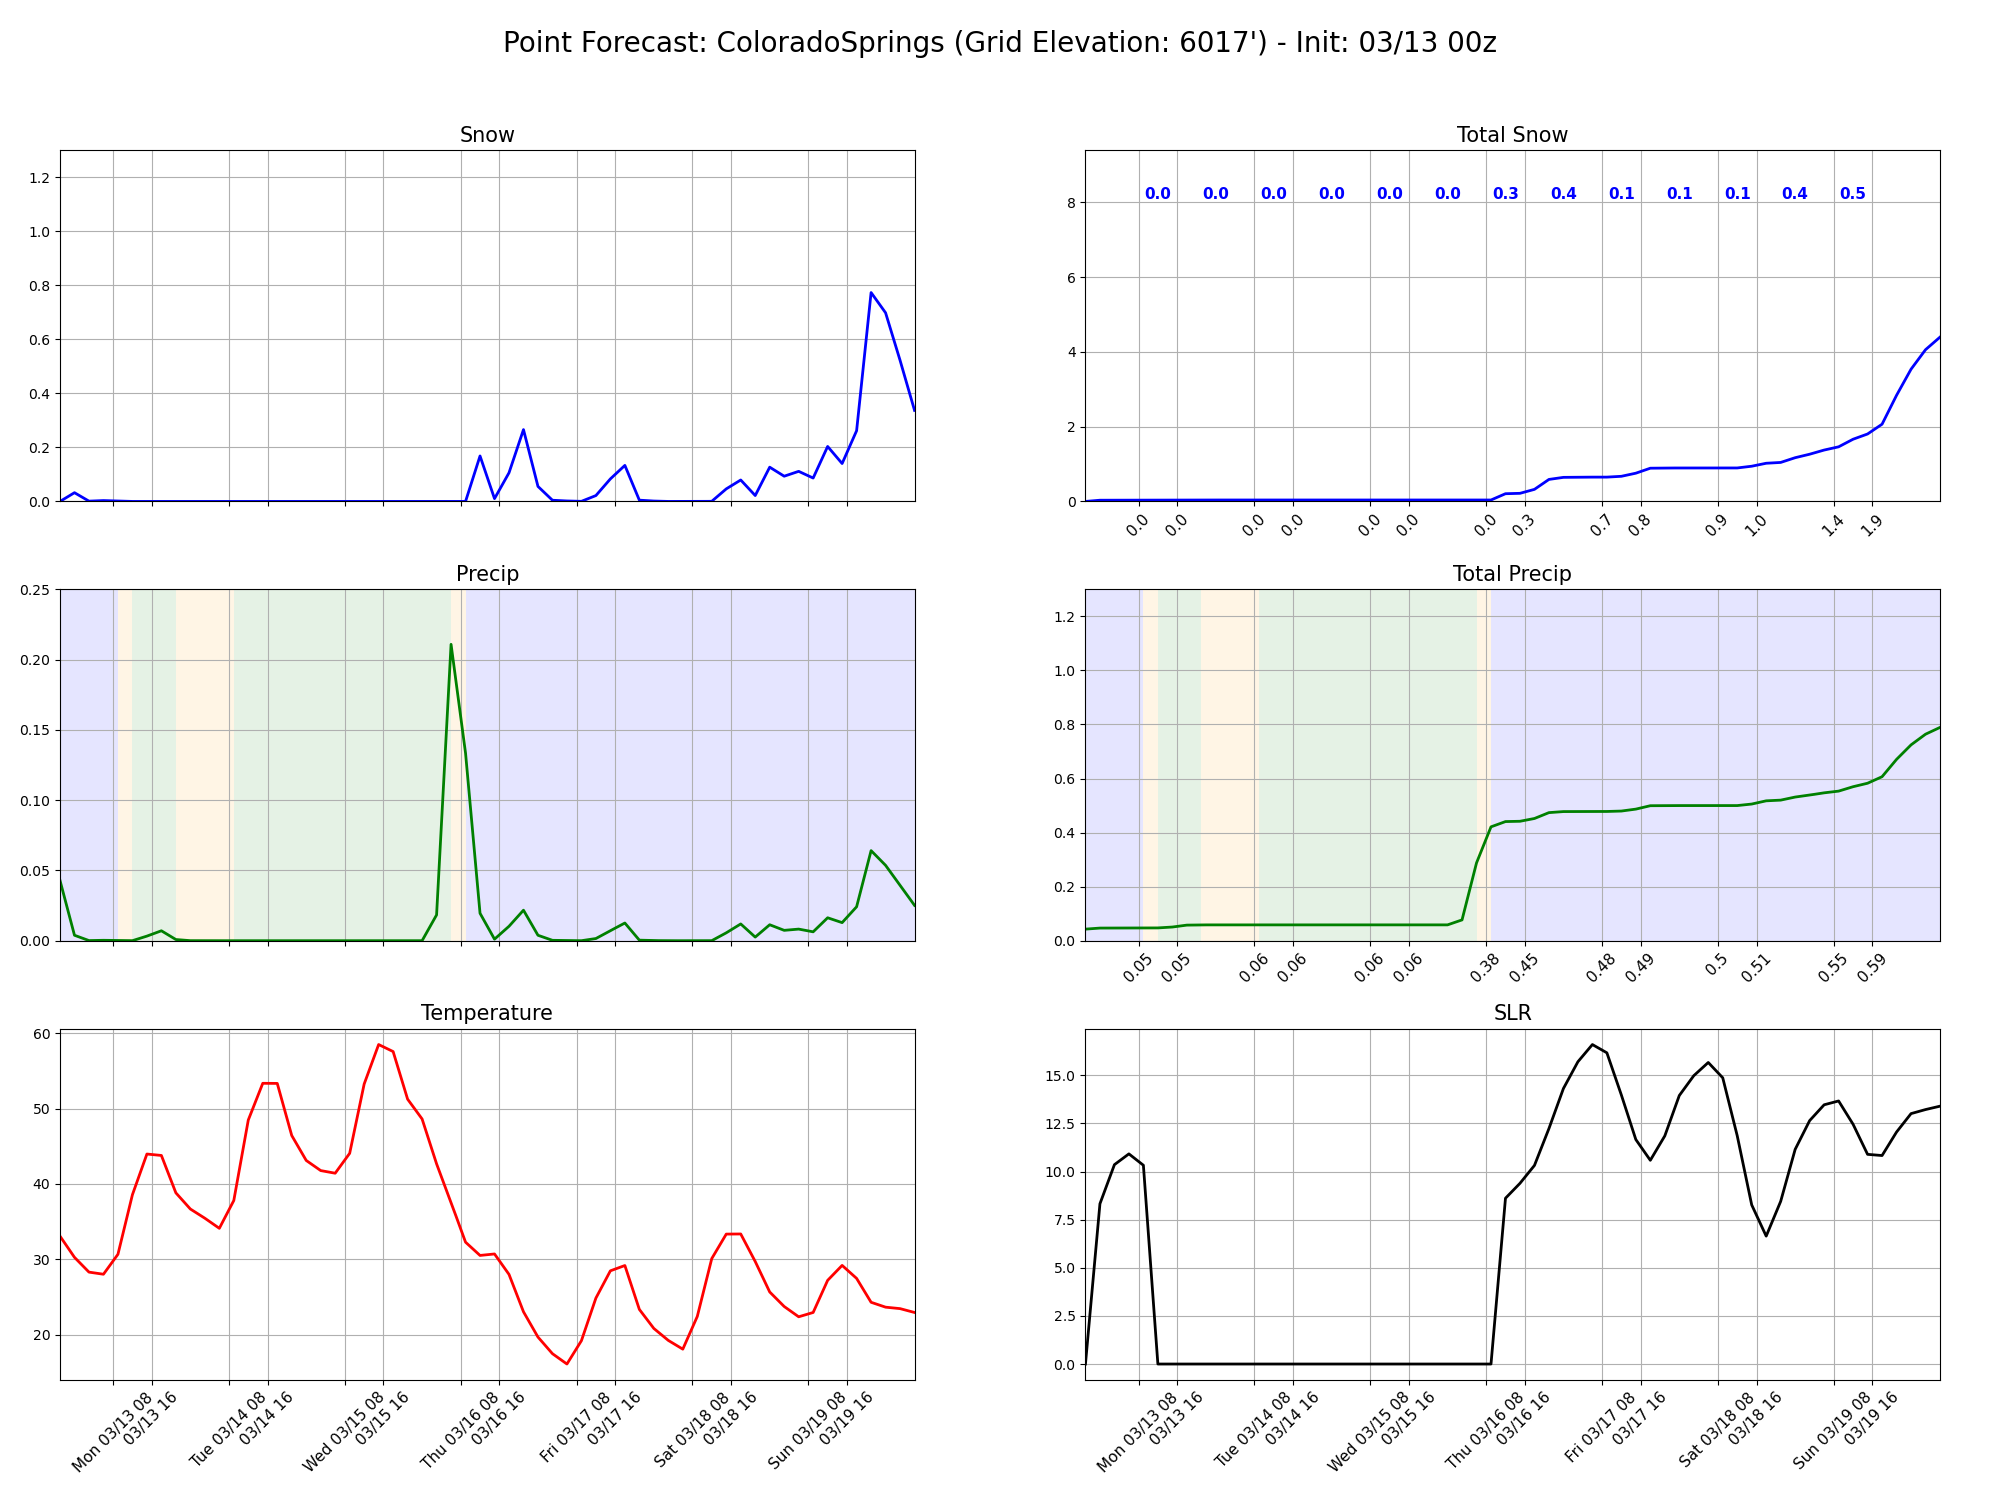 Point Forecast: ColoradoSprings (Grid Elevation: 6017') - Init: 03/13 00z
Snow
1.2
1.0
0.8
0.6
0.4
0.2
0.0
Total Snow
0.0 0.0 0.0 0.0 0.0 0.0 0.3 0.4 0.1 0.1 0.1 0.4 0.5
8
6
4
2
0
0.0 0.0 0.0 0.0 0.0 0.0 0.0 0.3 0.7 0.8 0.9 1.0 1.4 1.9
Precip
0.25
0.20
0.15
0.10
0.05
0.00
Total Precip
1.2
1.0
0.8
0.6
0.4
0.2
0.0
0.05 0.05 0.06 0.06 0.06 0.06 0.38 0.45 0.48 0.49 0.5 0.51 0.55 0.59
Temperature
60
50
40
30
20
Mon 03/13 08
03/13 16
Tue 03/14 08
03/14 16
Wed 03/15 08
03/15 16
Thu 03/16 08
03/16 16
Fri 03/17 08
03/17 16
Sat 03/18 08
03/18 16
Sun 03/19 08
03/19 16
SLR
15.0
12.5
10.0
7.5
5.0
2.5
0.0
Mon 03/13 08
03/13 16
Tue 03/14 08
03/14 16
Wed 03/15 08
03/15 16
Thu 03/16 08
03/16 16
Fri 03/17 08
03/17 16
Sat 03/18 08
03/18 16
Sun 03/19 08
03/19 16